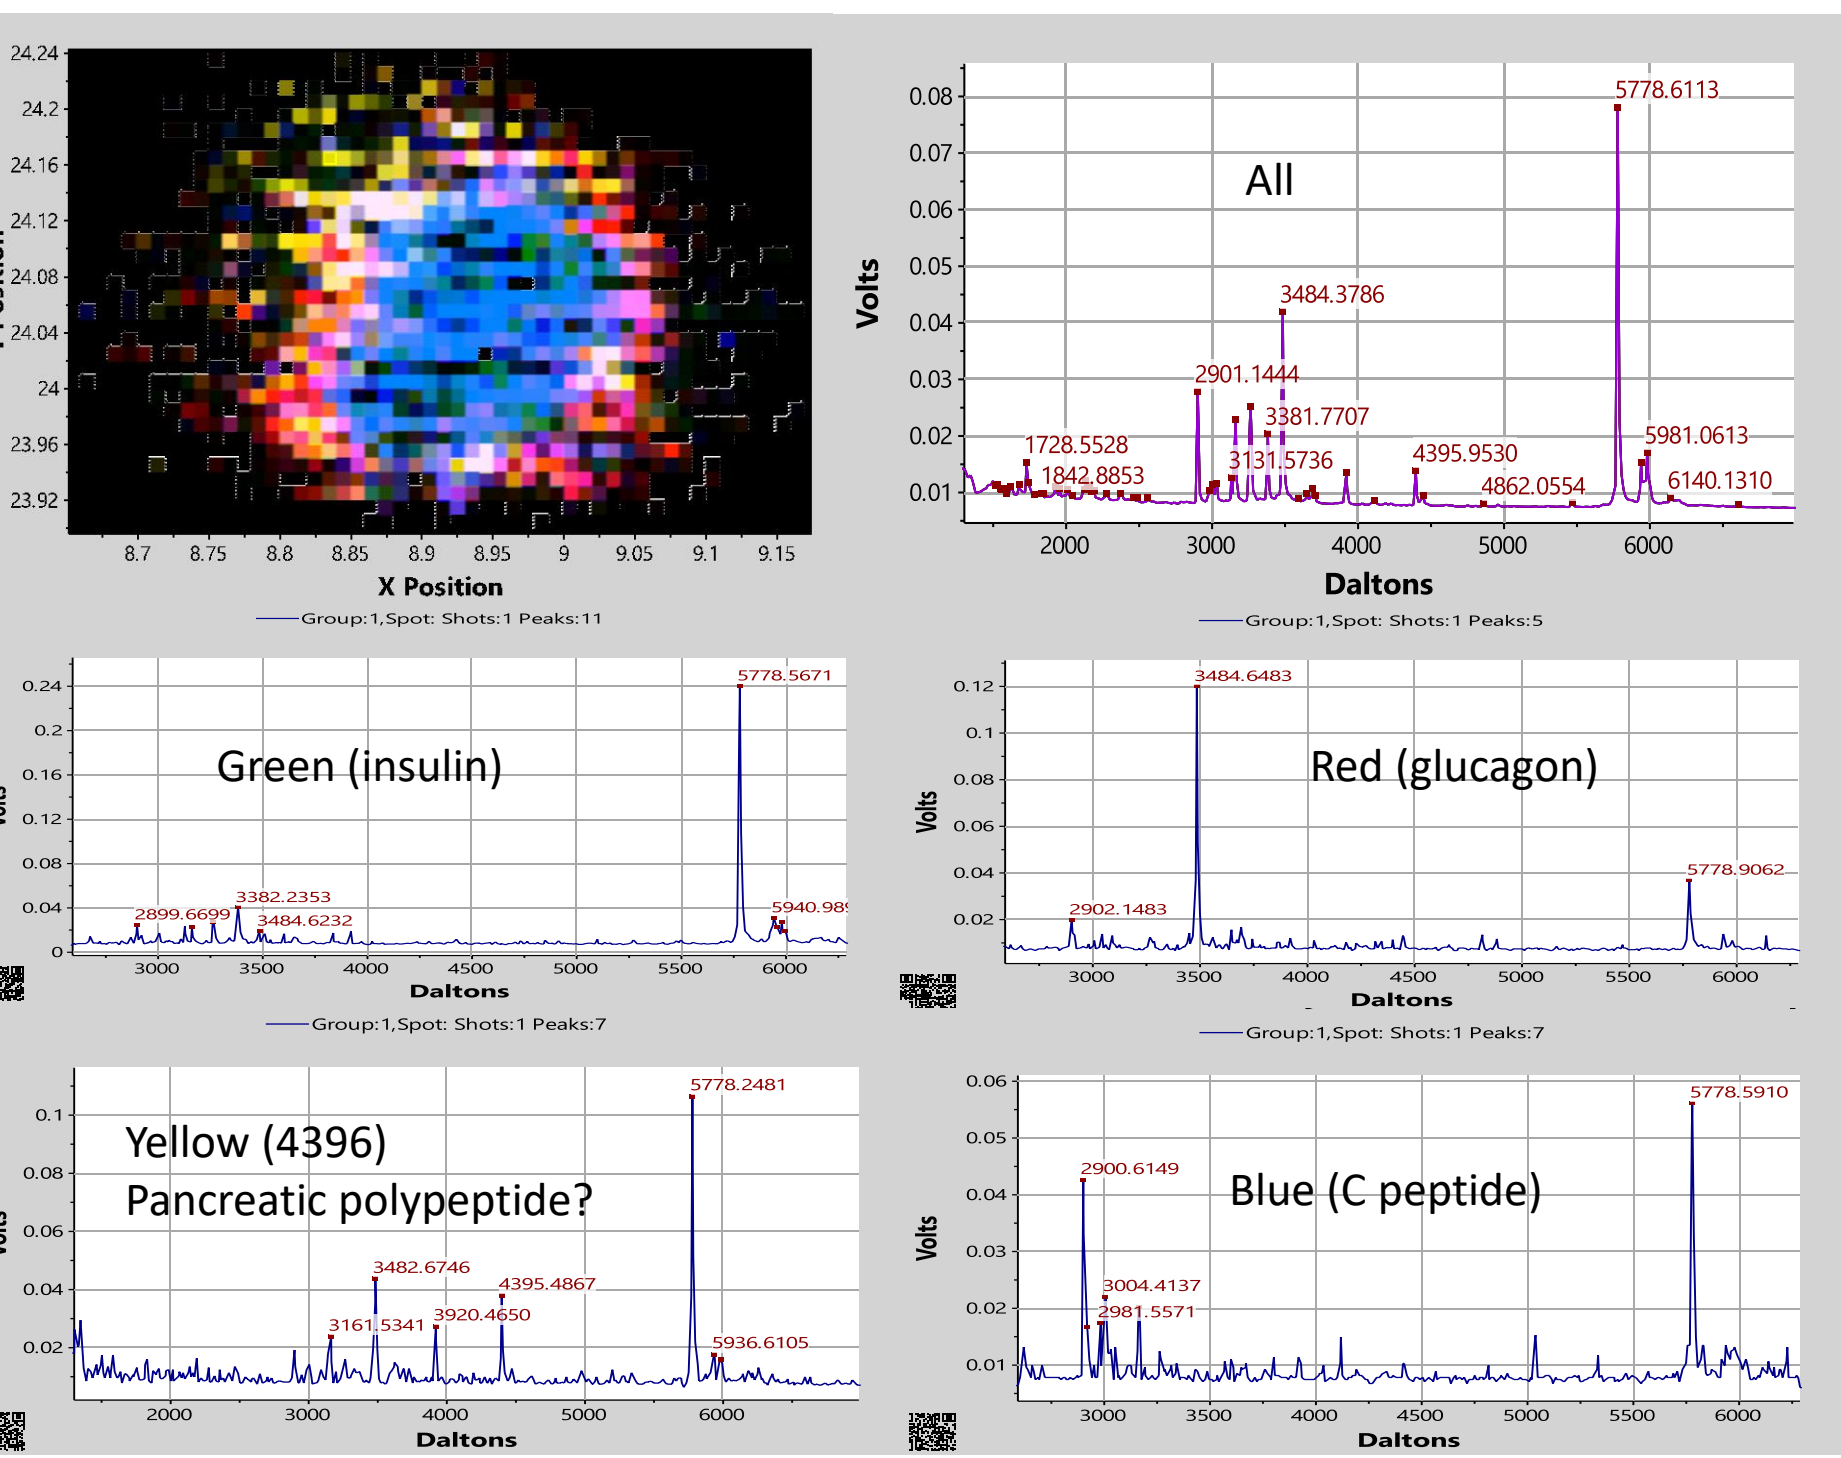 24.24
24.2
24.16
24.12
24.08
24.04
24
23.96
23.92
8.7 8.75 8.8 8.85 8.9 8.95 9 9.05 9.1 9.15
X Position
Group:1,Spot: Shots:1 Peaks:11
0.08
0.07
0.06
0.05
0.04
0.03
0.02
0.01
Volts
All
5778.6113
3484.3786
2901.1444
3381.7707
1728.5528
3131.5736
1842.8853
4395.9530
5981.0613
4862.0554
6140.1310
2000 3000 4000 5000 6000
Daltons
Group:1,Spot: Shots:1 Peaks:5
0.24
0.2
0.16
0.12
0.08
0.04
0
Green (insulin)
5778.5671
3382.2353
2899.6699
3484.6232
5940.989
3000 3500 4000 4500 5000 5500 6000
Daltons
Group:1,Spot: Shots:1 Peaks:7
0.12
0.1
0.08
0.06
0.04
0.02
Volts
Red (glucagon)
3484.6483
5778.9062
2902.1483
3000 3500 4000 4500 5000 5500 6000
Daltons
Group:1,Spot: Shots:1 Peaks:7
0.1
0.08
0.06
0.04
0.02
Yellow (4396)
Pancreatic polypeptide?
5778.2481
3482.6746
4395.4867
3161.5341
3920.4650
5936.6105
2000 3000 4000 5000 6000
Daltons
0.06
0.05
0.04
0.03
0.02
0.01
Volts
Blue (C peptide)
5778.5910
2900.6149
3004.4137
2981.5571
3000 3500 4000 4500 5000 5500 6000
Daltons